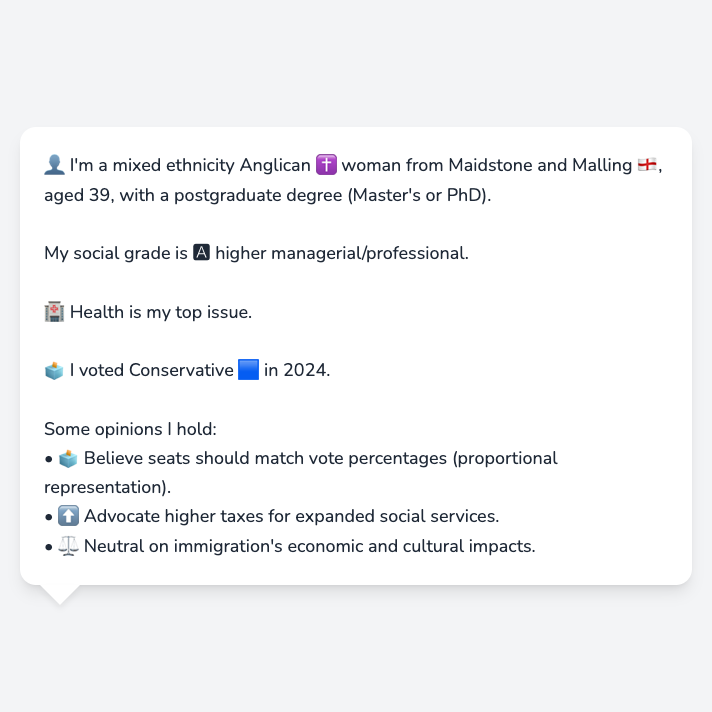 👤 I'm a mixed ethnicity Anglican ✝️ woman from Maidstone and Malling 🏴󠁧󠁢󠁥󠁮󠁧󠁿,
aged 39, with a postgraduate degree (Master's or PhD).
My social grade is 🅰 higher managerial/professional.
🏥 Health is my top issue.
🗳️ I voted Conservative 🟦 in 2024.
Some opinions I hold:
• 🗳️ Believe seats should match vote percentages (proportional
representation).
• ⬆️ Advocate higher taxes for expanded social services.
• ⚖️ Neutral on immigration's economic and cultural impacts.